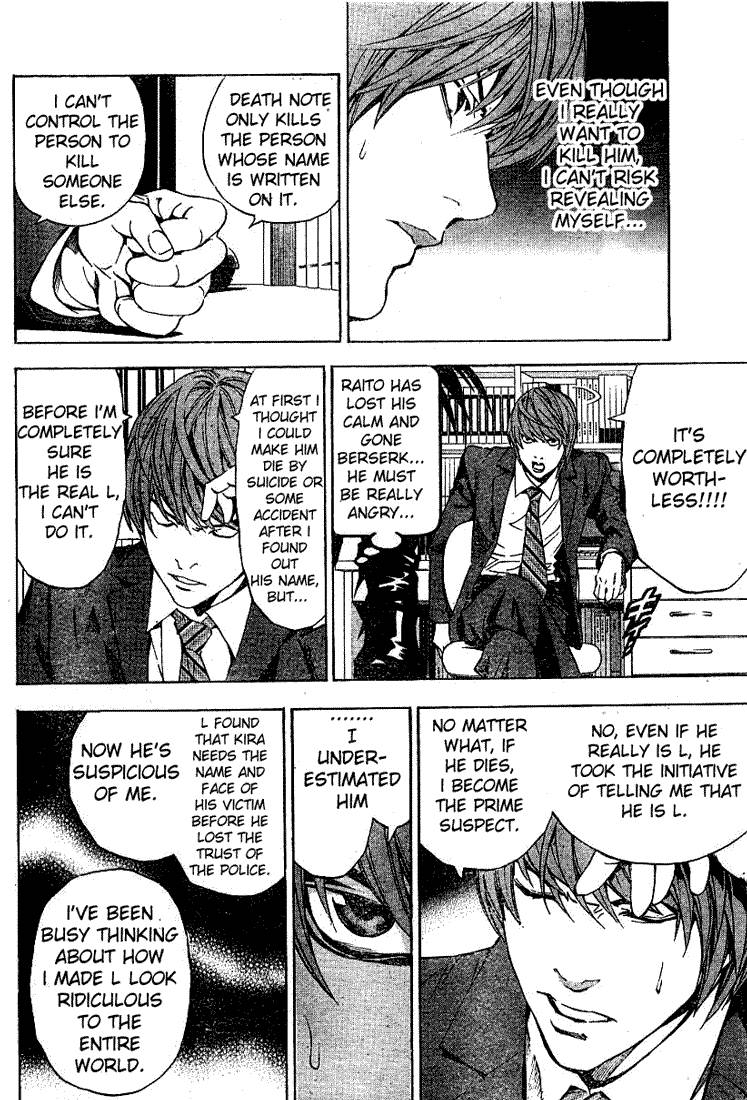 EVEN THOUGH
I REALLY
WANT TO
KILL HIM,
I CAN'T RISK
REVEALING
MYSELF...
DEATH NOTE
ONLY KILLS
THE PERSON
WHOSE NAME
IS WRITTEN
ON IT.
I CAN'T
CONTROL THE
PERSON TO
KILL
SOMEONE
ELSE.
IT'S
COMPLETELY
WORTH-
LESS!!!!
RAITO HAS
LOST HIS
CALM AND
GONE
BERSERK...
HE MUST
BE REALLY
ANGRY...
AT FIRST I
THOUGHT
I COULD
MAKE HIM
DIE BY
SUICIDE OR
SOME
ACCIDENT
AFTER I
FOUND
OUT
HIS NAME,
BUT...
BEFORE I'M
COMPLETELY
SURE
HE IS
THE REAL L,
I CAN'T
DO IT.
NO, EVEN IF HE
REALLY IS L, HE
TOOK THE INITIATIVE
OF TELLING ME THAT
HE IS L.
NO MATTER
WHAT, IF
HE DIES,
I BECOME
THE PRIME
SUSPECT.
.......
I
UNDER-
ESTIMATED
HIM
L FOUND
THAT KIRA
NEEDS THE
NAME AND
FACE OF
HIS VICTIM
BEFORE HE
LOST THE
TRUST OF
THE POLICE.
NOW HE'S
SUSPICIOUS
OF ME.
I'VE BEEN
BUSY THINKING
ABOUT HOW
I MADE L LOOK
RIDICULOUS
TO THE
ENTIRE
WORLD.